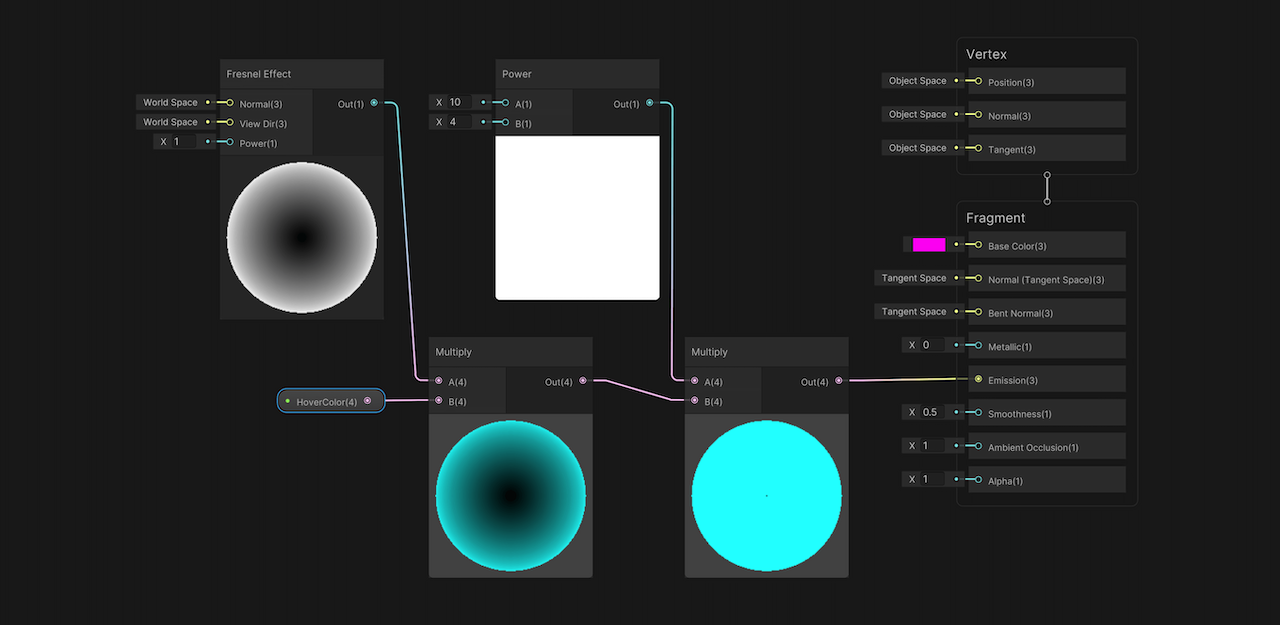 Fresnel Effect
World Space
Normal(3)
Out(1)
World Space
View Dir(3)
X 1
Power(1)
Power
X 10
A(1)
Out(1)
X 4
B(1)
Multiply
A(4)
Out(4)
B(4)
HoverColor(4)
Multiply
A(4)
Out(4)
B(4)
Vertex
Object Space
Position(3)
Object Space
Normal(3)
Object Space
Tangent(3)
Fragment
Base Color(3)
Tangent Space
Normal (Tangent Space)(3)
Tangent Space
Bent Normal(3)
X 0
Metallic(1)
Emission(3)
X 0.5
Smoothness(1)
X 1
Ambient Occlusion(1)
X 1
Alpha(1)